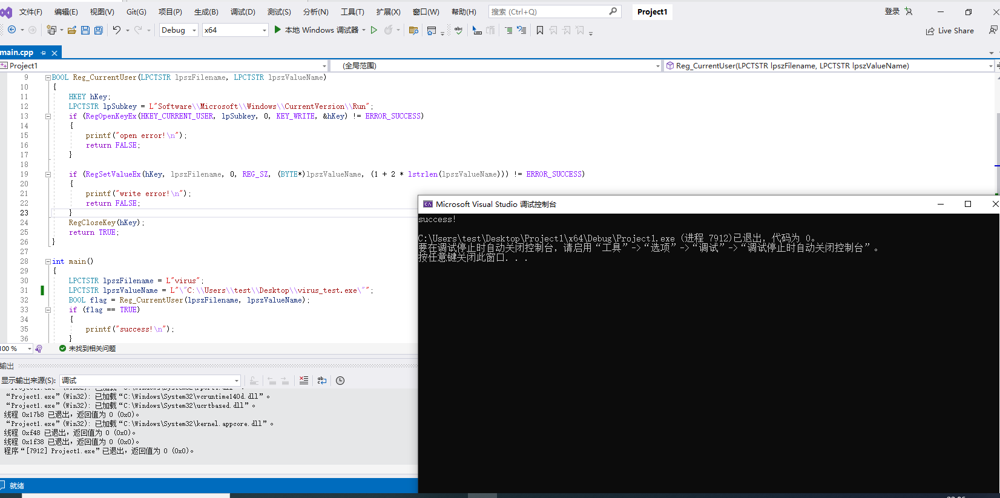 文件(F) 编辑(E) 视图(V) Git(G) 项目(P) 生成(B) 调试(D) 测试(S) 分析(N) 工具(T) 扩展(X) 窗口(W) 帮助(H) 搜索 (Ctrl+Q) Project1 登录
Debug x64 本地 Windows 调试器 Live Share
main.cpp
Project1 (全局范围) Reg_CurrentUser(LPCTSTR lpszFilename, LPCTSTR lpszValueName)
9 BOOL Reg_CurrentUser(LPCTSTR lpszFilename, LPCTSTR lpszValueName)
10 {
11 HKEY hKey;
12 LPCTSTR lpSubkey = L"Software\\Microsoft\\Windows\\CurrentVersion\\Run";
13 if (RegOpenKeyEx(HKEY_CURRENT_USER, lpSubkey, 0, KEY_WRITE, &hKey) != ERROR_SUCCESS)
14 {
15 printf("open error!\n");
16 return FALSE;
17 }
18
19 if (RegSetValueEx(hKey, lpszFilename, 0, REG_SZ, (BYTE*)lpszValueName, (1 + 2 * lstrlen(lpszValueName))) != ERROR_SUCCESS)
20 {
21 printf("write error!\n");
22 return FALSE;
23 }
24 RegCloseKey(hKey);
25 return TRUE;
26 }
27
28 int main()
29 {
30 LPCTSTR lpszFilename = L"virus";
31 LPCTSTR lpszValueName = L"\"C:\\Users\\test\\Desktop\\virus_test.exe\"";
32 BOOL flag = Reg_CurrentUser(lpszFilename, lpszValueName);
33 if (flag == TRUE)
34 {
35 printf("success!\n");
36 }
100 % 未找到相关问题
输出
显示输出来源(S): 调试
“Project1.exe”(Win32): 已加载“C:\Windows\System32\rpcrt4.dll”。
“Project1.exe”(Win32): 已加载“C:\Windows\System32\vcruntime140d.dll”。
“Project1.exe”(Win32): 已加载“C:\Windows\System32\ucrtbased.dll”。
线程 0x17b8 已退出，返回值为 0 (0x0)。
“Project1.exe”(Win32): 已加载“C:\Windows\System32\kernel.appcore.dll”。
线程 0xf48 已退出，返回值为 0 (0x0)。
线程 0x1f38 已退出，返回值为 0 (0x0)。
程序“[7912] Project1.exe”已退出，返回值为 0 (0x0)。
就绪
Microsoft Visual Studio 调试控制台
success!
C:\Users\test\Desktop\Project1\x64\Debug\Project1.exe (进程 7912)已退出，代码为 0。
要在调试停止时自动关闭控制台，请启用“工具”->“选项”->“调试”->“调试停止时自动关闭控制台”。
按任意键关闭此窗口. . .